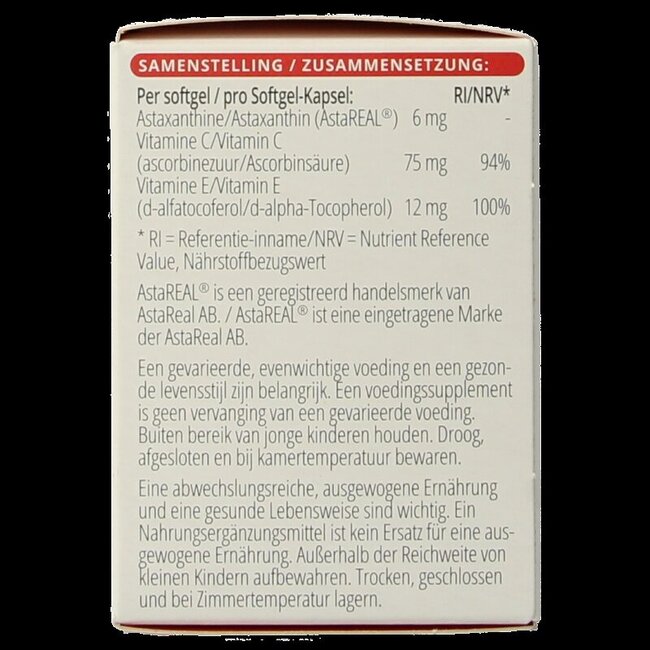 SAMENSTELLING / ZUSAMMENSETZUNG:
Per softgel / pro Softgel-Kapsel: RI/NRV*
Astaxanthine/Astaxanthin (AstaREAL®) 6 mg -
Vitamine C/Vitamin C
(ascorbinezuur/Ascorbinsäure) 75 mg 94%
Vitamine E/Vitamin E
(d-alfatocoferol/d-alpha-Tocopherol) 12 mg 100%
* RI = Referentie-inname/NRV = Nutrient Reference
Value, Nährstoffbezugswert
AstaREAL® is een geregistreerd handelsmerk van
AstaReal AB. / AstaREAL® ist eine eingetragene Marke
der AstaReal AB.
Een gevarieerde, evenwichtige voeding en een gezon-
de levensstijl zijn belangrijk. Een voedingssupplement
is geen vervanging van een gevarieerde voeding.
Buiten bereik van jonge kinderen houden. Droog,
afgesloten en bij kamertemperatuur bewaren.
Eine abwechslungsreiche, ausgewogene Ernährung
und eine gesunde Lebensweise sind wichtig. Ein
Nahrungsergänzungsmittel ist kein Ersatz für eine aus-
gewogene Ernährung. Außerhalb der Reichweite von
kleinen Kindern aufbewahren. Trocken, geschlossen
und bei Zimmertemperatur lagern.